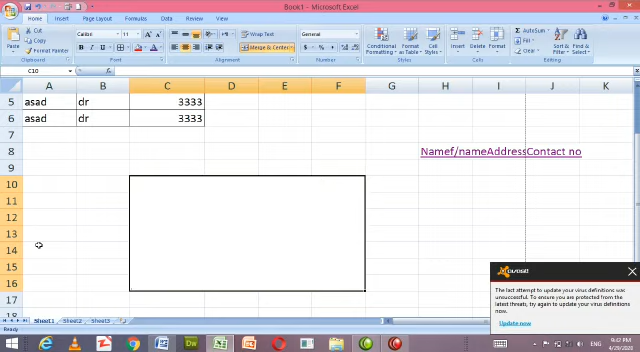 Book1 - Microsoft Excel
Home Insert Page Layout Formulas Data Review View
Paste Cut Copy Format Painter Calibri 11 Wrap Text Merge & Center General Conditional Formatting Format as Table Cell Styles Insert Delete Format AutoSum Fill Clear Sort & Filter Find & Select
Clipboard Font Alignment Number Styles Cells Editing
C10 fx
A B C D E F G H I J K
5 asad dr 3333
6 asad dr 3333
7
8 Namef/nameAddressContact no
9
10
11
12
13
14
15
16
17
18
avast!
The last attempt to update your virus definitions was
unsuccessful. To ensure you are protected from the
latest threats, try again to update your virus definitions
now.
Update now
Sheet1 Sheet2 Sheet3
Ready
9:42 PM